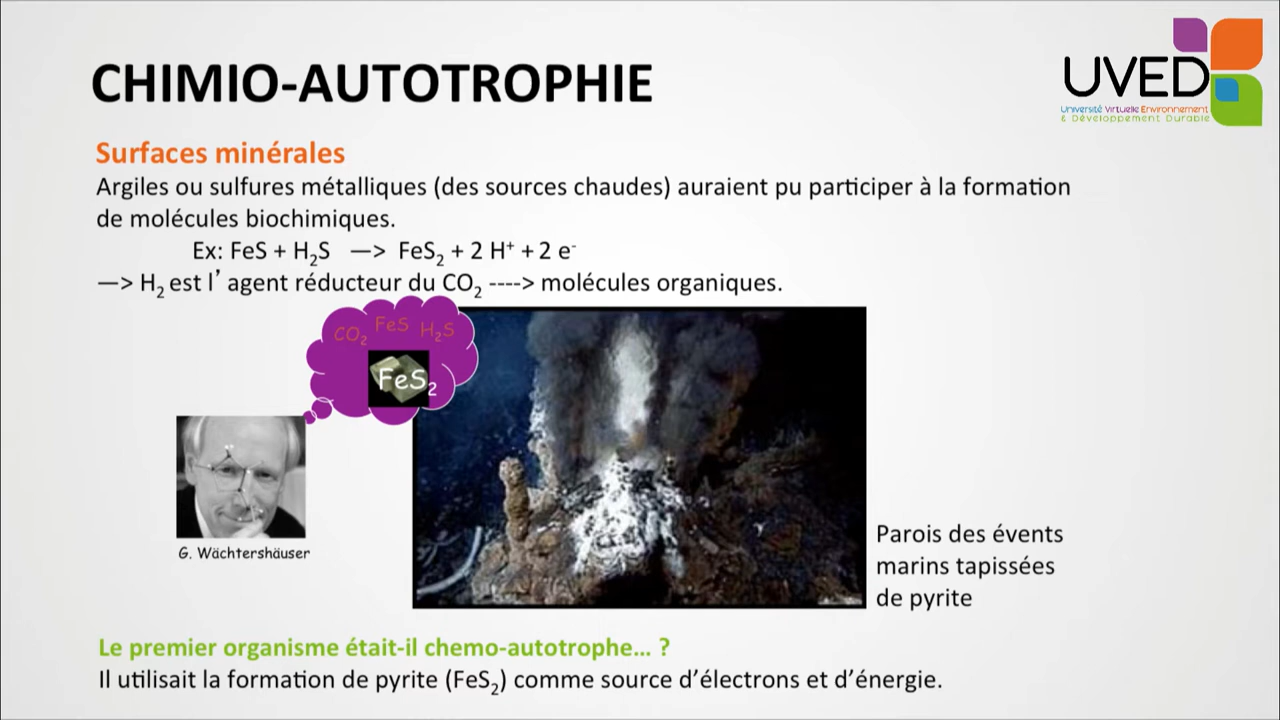 CHIMIO-AUTOTROPHIE
UVED
Université Virtuelle Environnement
& Développement Durable
Surfaces minérales
Argiles ou sulfures métalliques (des sources chaudes) auraient pu participer à la formation
de molécules biochimiques.
Ex: FeS + H₂S —> FeS₂ + 2 H⁺ + 2 e⁻
—> H₂ est l’ agent réducteur du CO₂ ----> molécules organiques.
CO₂ FeS H₂S
FeS₂
G. Wächtershäuser
Parois des évents
marins tapissées
de pyrite
Le premier organisme était-il chemo-autotrophe... ?
Il utilisait la formation de pyrite (FeS₂) comme source d’électrons et d’énergie.